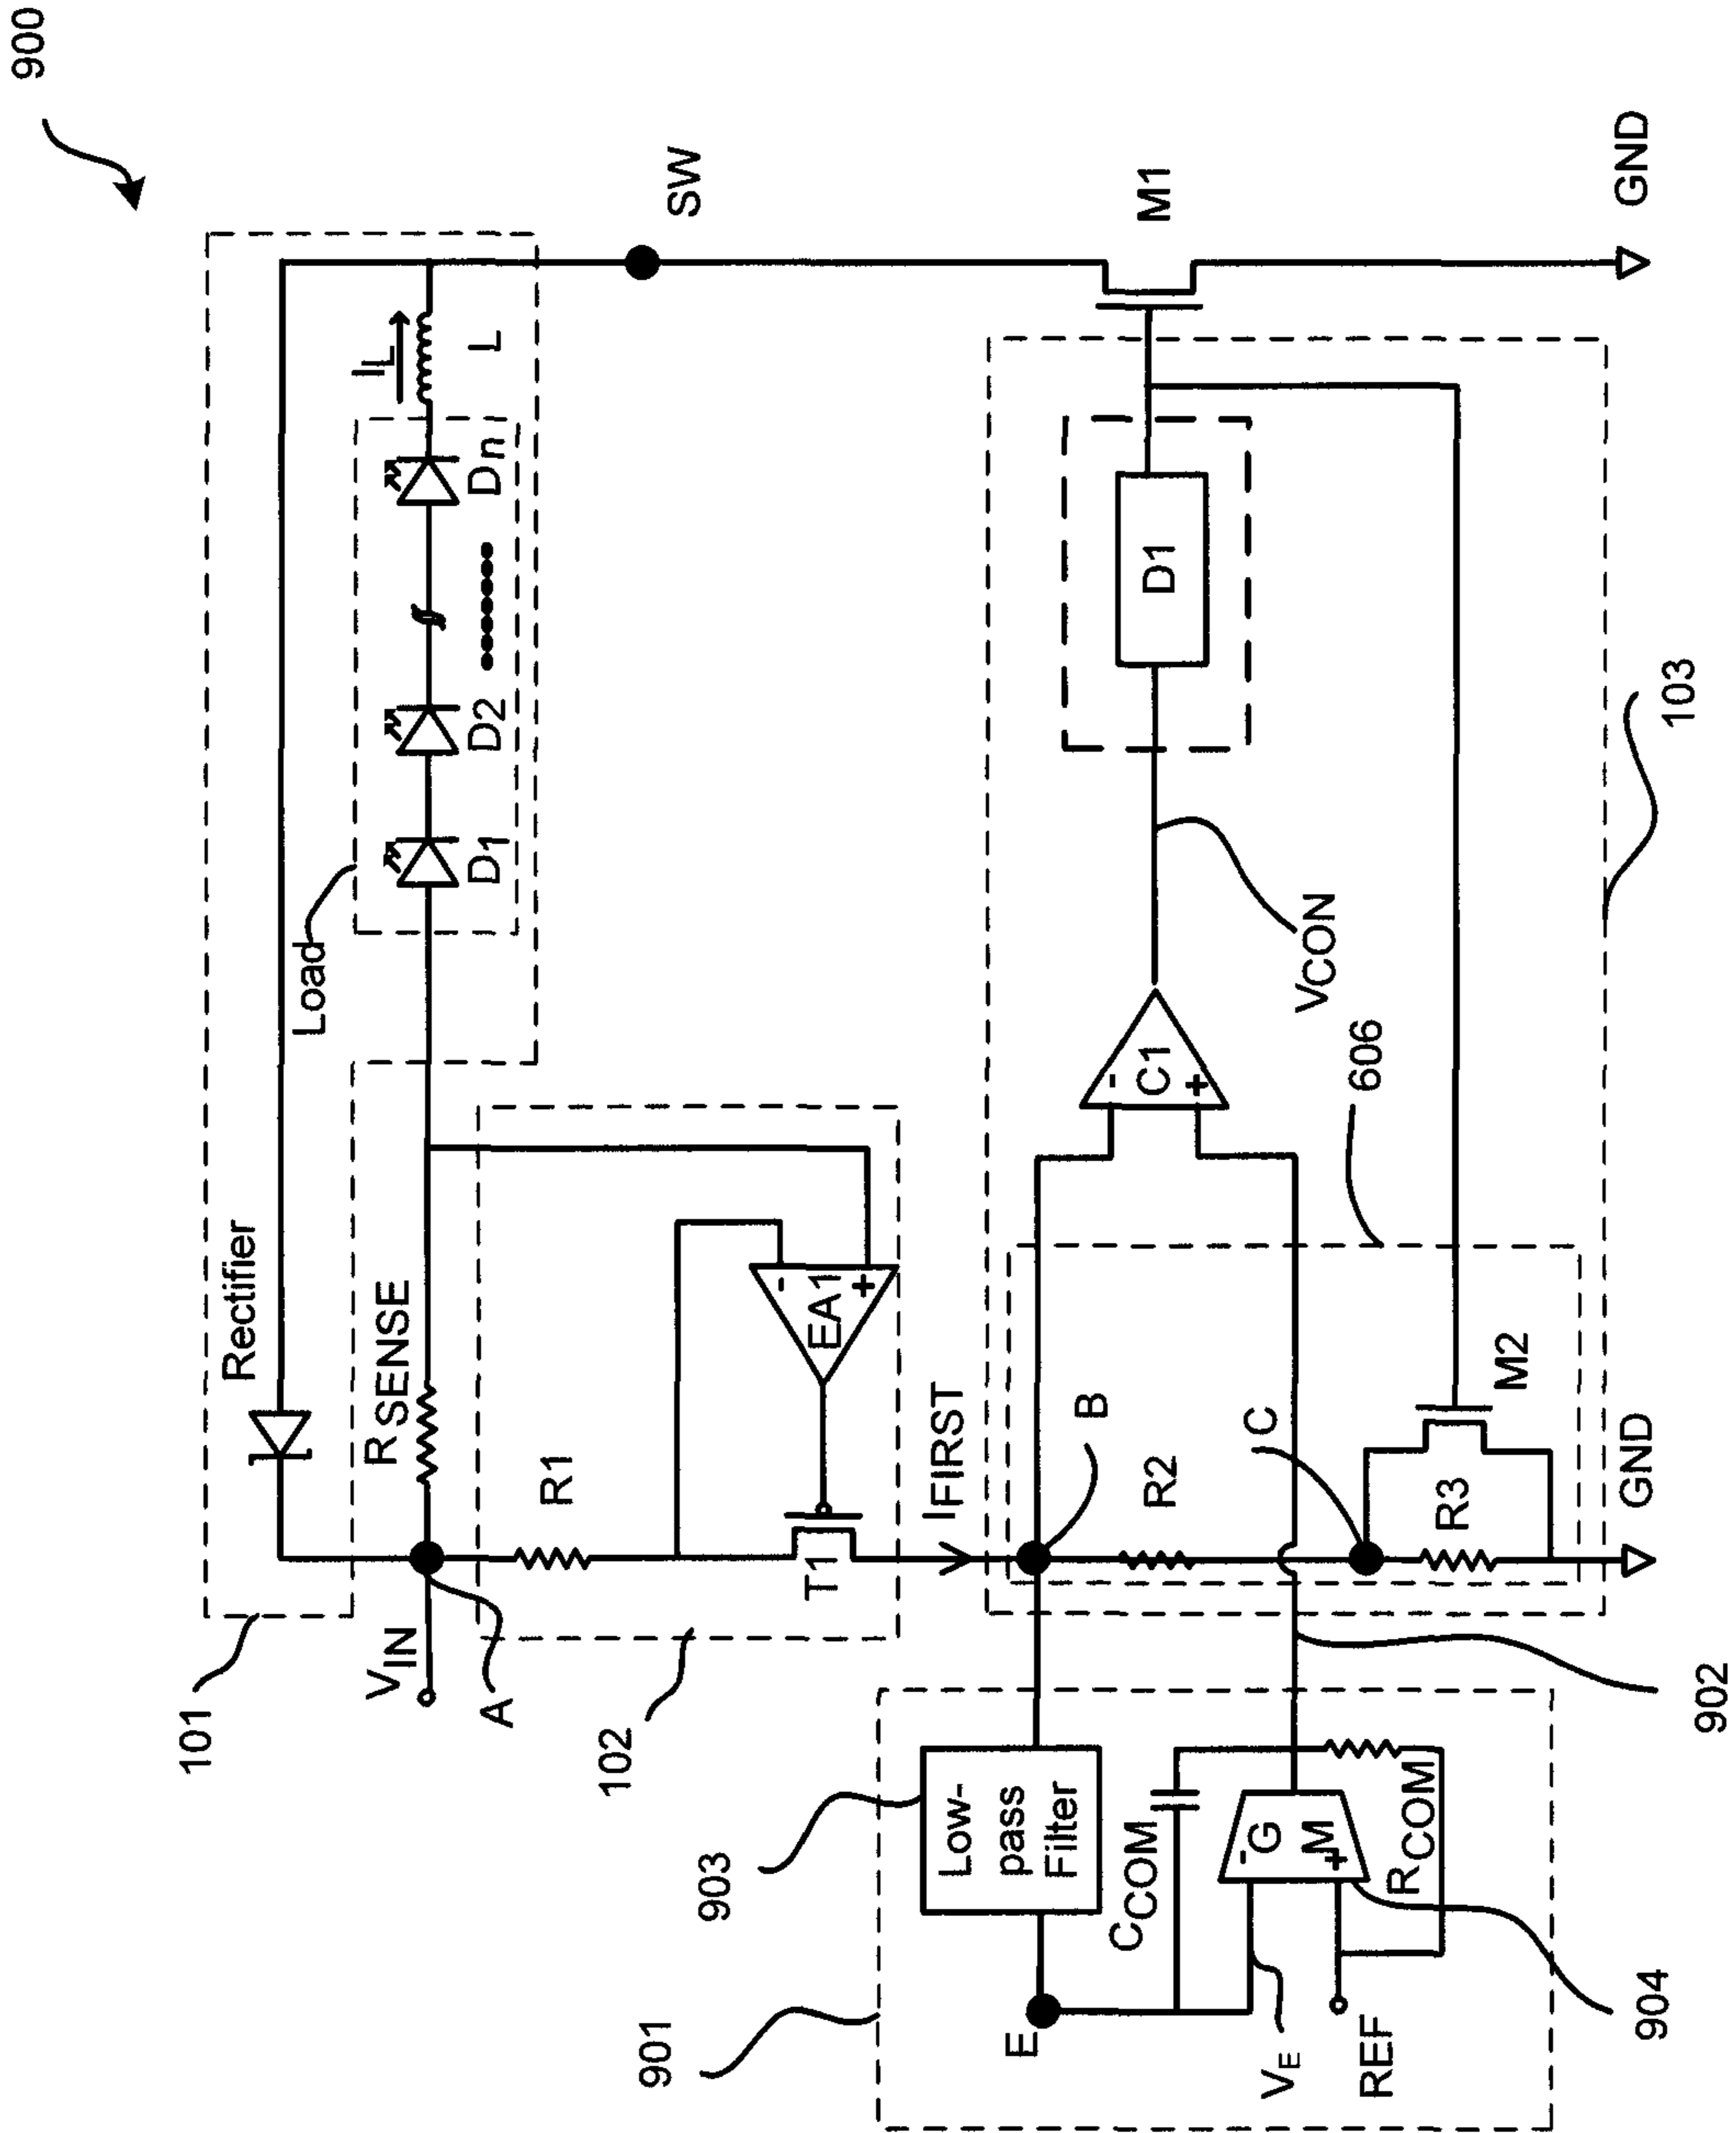 900
101
Rectifier
Load
VIN
A
RSENSE
D1
D2
Dn
IL
L
SW
102
R1
T1
-
EA1
+
IFIRST
901
903
Low-
pass
Filter
E
CCOM
-
G
M
+
RCOM
VE
REF
904
902
B
R2
C
R3
M2
GND
606
-
C1
+
VCON
D1
103
M1
GND